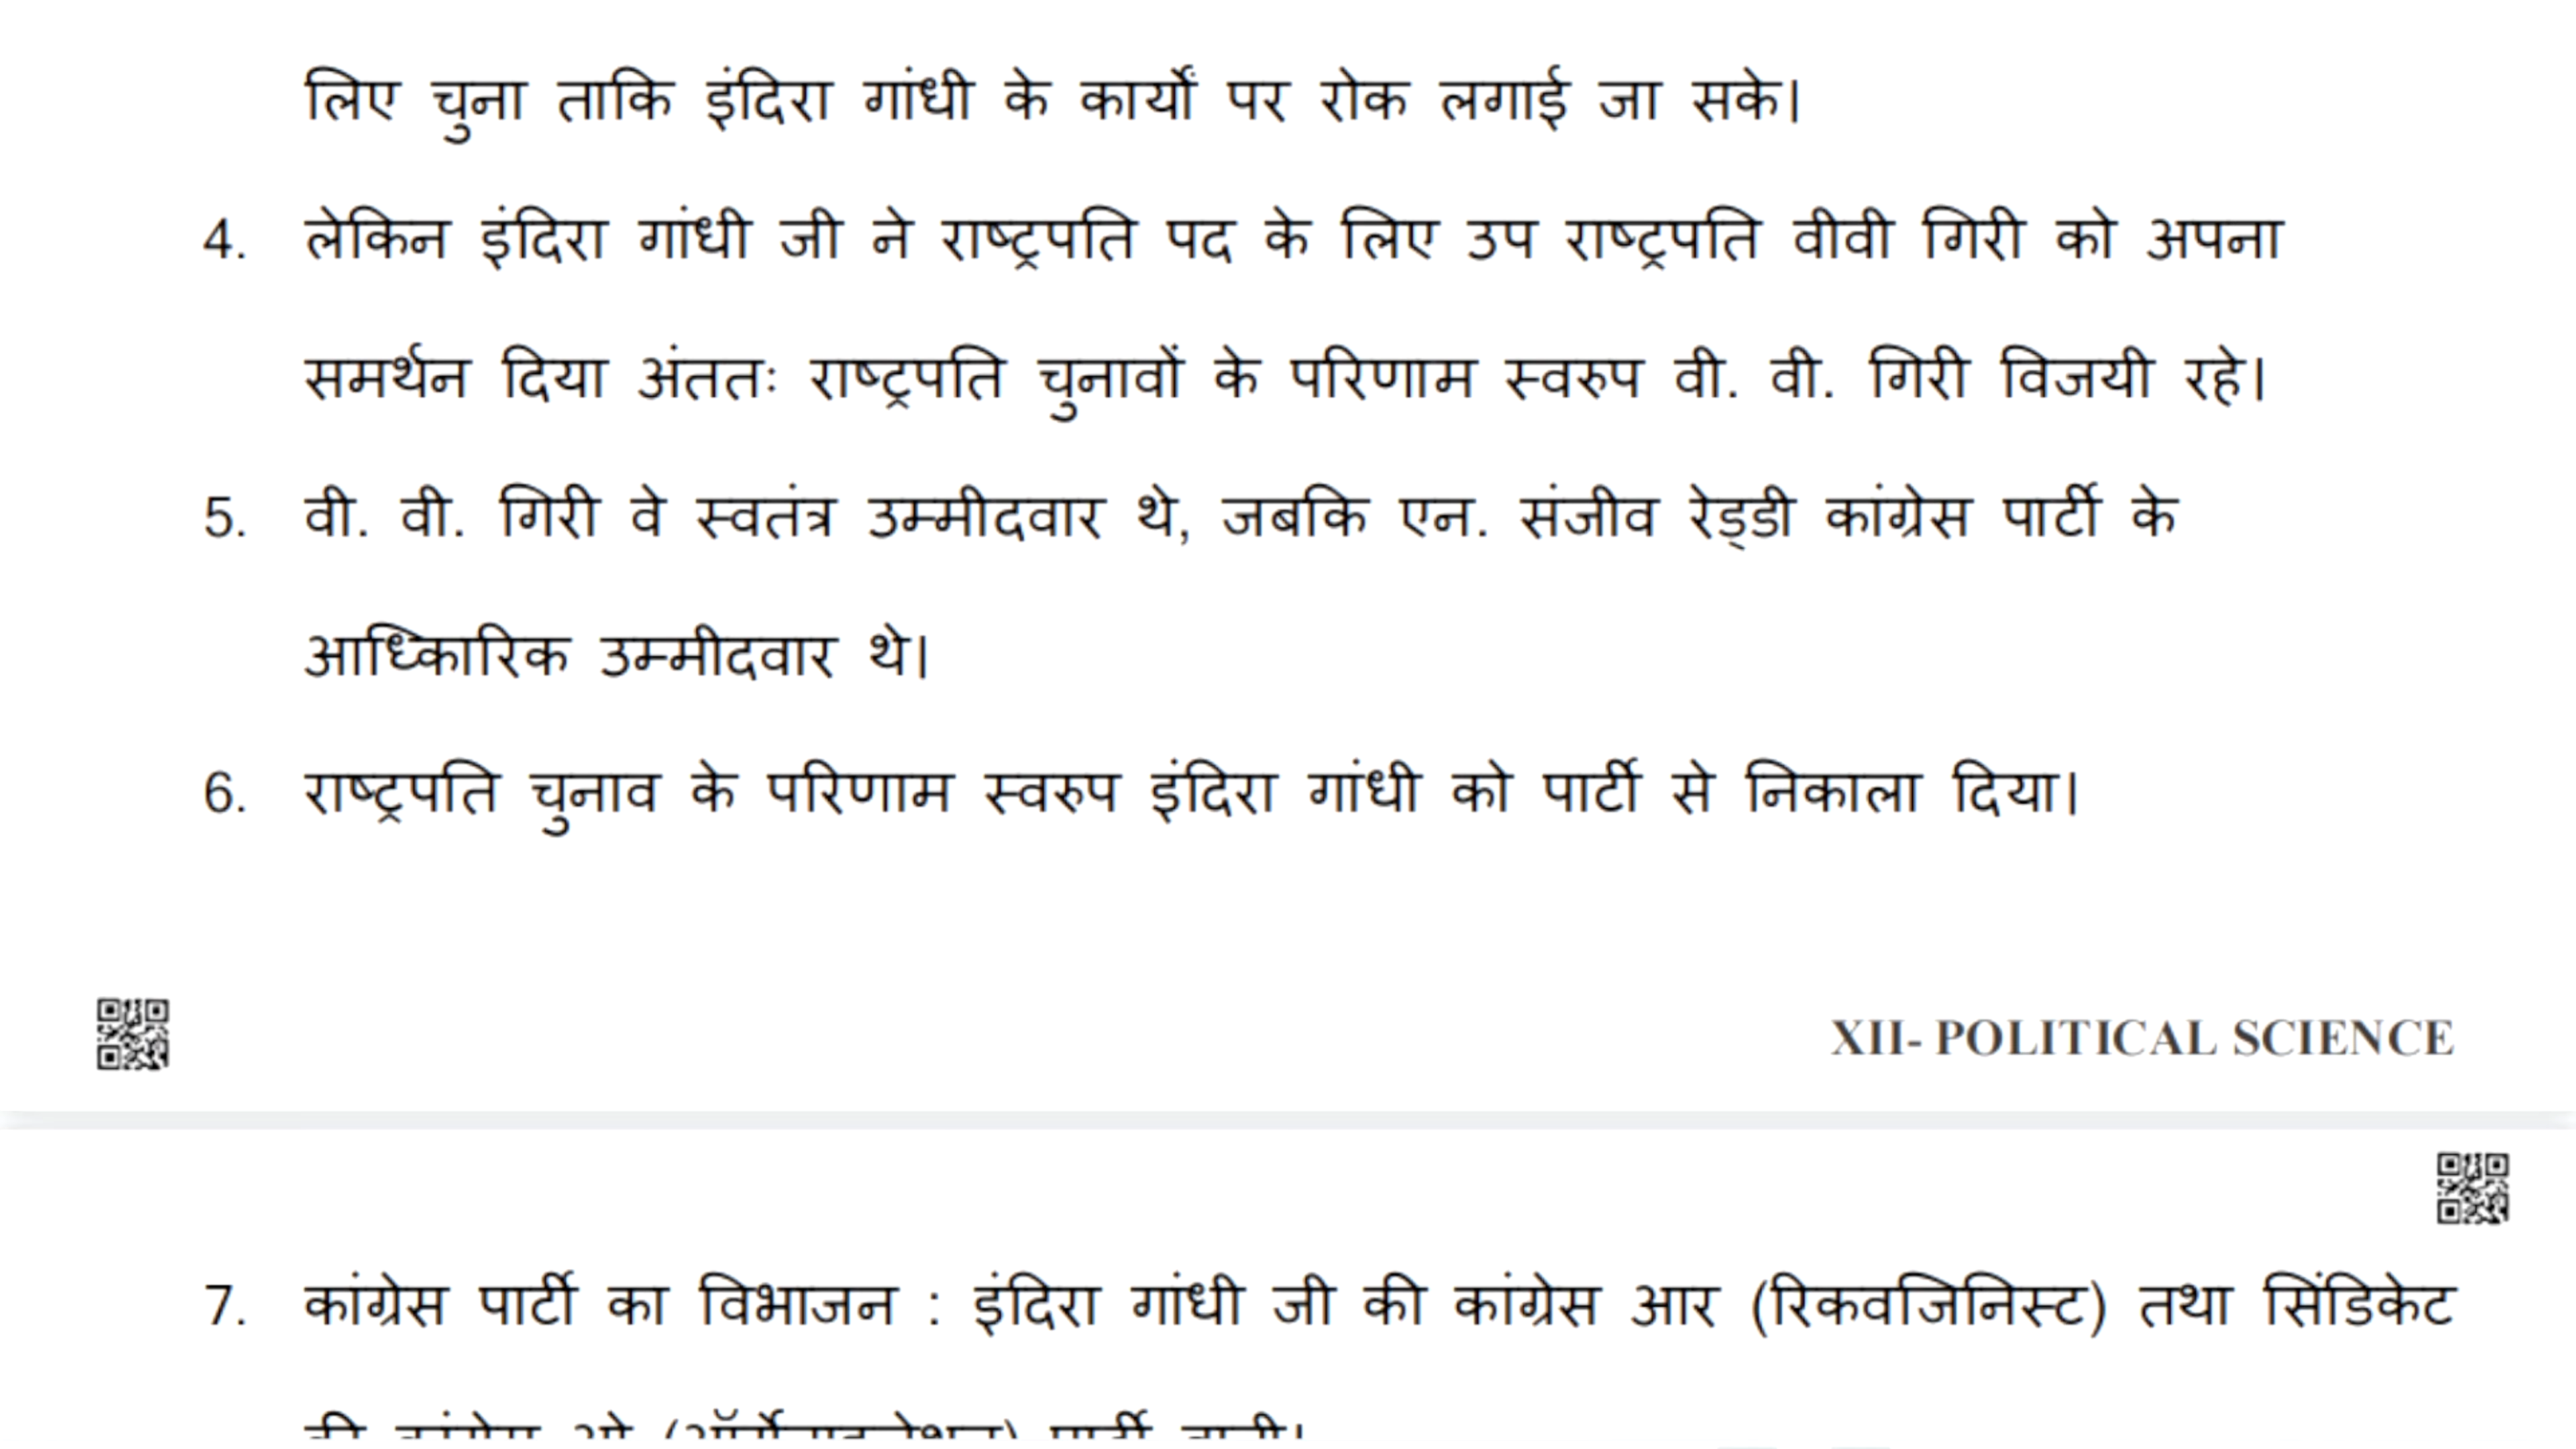 लिए चुना ताकि इंदिरा गांधी के कार्यों पर रोक लगाई जा सके।
4. लेकिन इंदिरा गांधी जी ने राष्ट्रपति पद के लिए उप राष्ट्रपति वीवी गिरी को अपना
समर्थन दिया अंततः राष्ट्रपति चुनावों के परिणाम स्वरुप वी. वी. गिरी विजयी रहे।
5. वी. वी. गिरी वे स्वतंत्र उम्मीदवार थे, जबकि एन. संजीव रेड्डी कांग्रेस पार्टी के
आध्किारिक उम्मीदवार थे।
6. राष्ट्रपति चुनाव के परिणाम स्वरुप इंदिरा गांधी को पार्टी से निकाला दिया।
XII- POLITICAL SCIENCE
7. कांग्रेस पार्टी का विभाजन : इंदिरा गांधी जी की कांग्रेस आर (रिकवजिनिस्ट) तथा सिंडिकेट
की कांग्रेस ओ